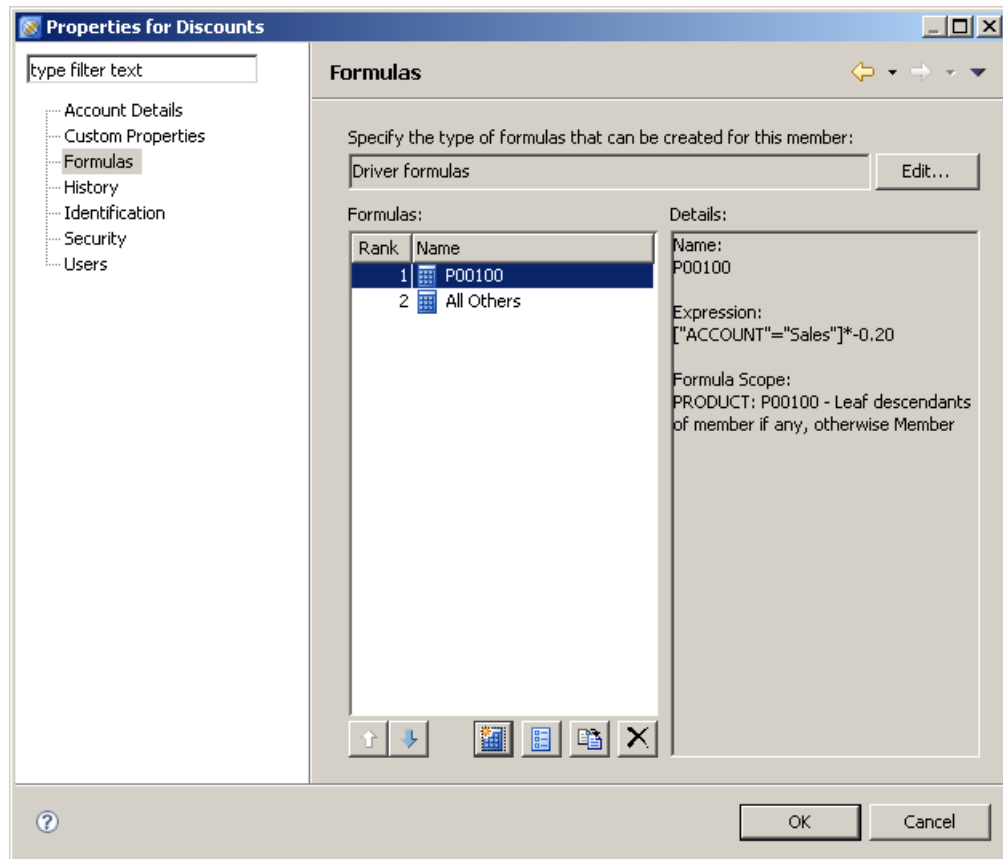 Properties for Discounts
type filter text
Account Details
Custom Properties
Formulas
History
Identification
Security
Users
Formulas
Specify the type of formulas that can be created for this member:
Driver formulas
Edit...
Formulas:
Rank Name
1 P00100
2 All Others
Details:
Name:
P00100
Expression:
["ACCOUNT"="Sales"]*-0.20
Formula Scope:
PRODUCT: P00100 - Leaf descendants
of member if any, otherwise Member
OK
Cancel